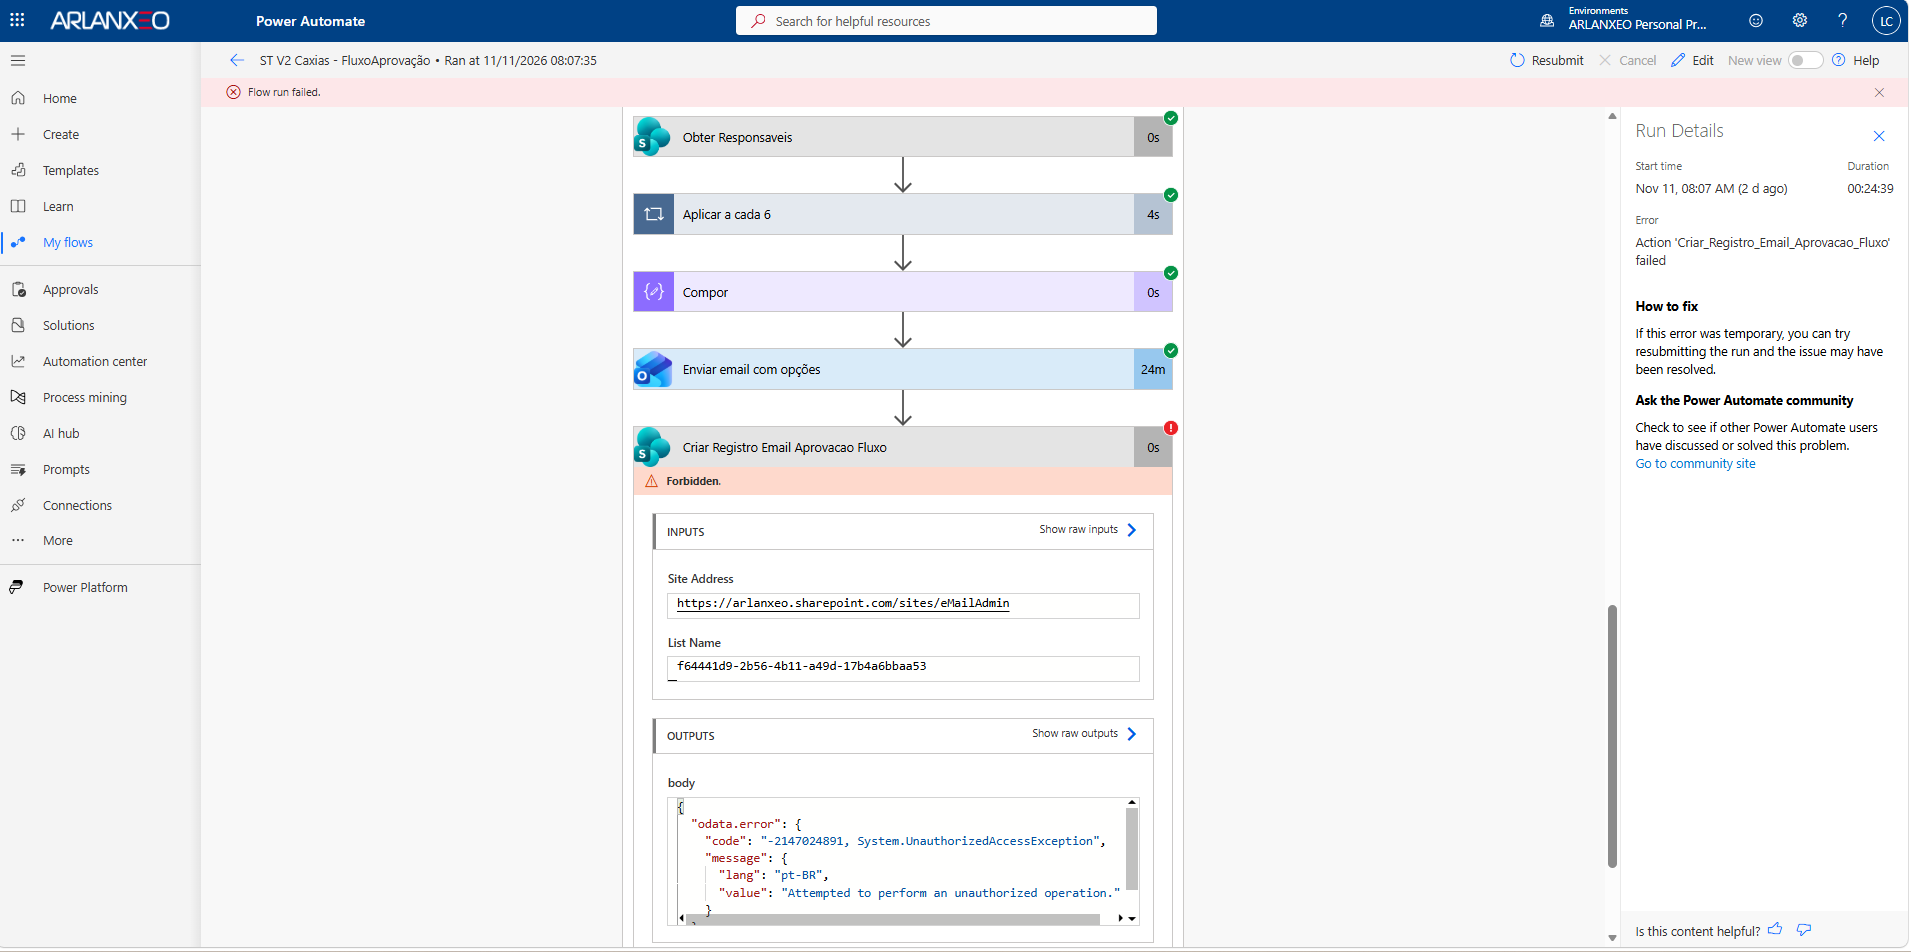 ARLANXEO
Power Automate
Search for helpful resources
Environments
ARLANXEO Personal Pr...
?
LC
ST V2 Caxias - FluxoAprovação • Ran at 11/11/2026 08:07:35
Resubmit
Cancel
Edit
New view
Help
Flow run failed.
Home
Create
Templates
Learn
My flows
Approvals
Solutions
Automation center
Process mining
AI hub
Prompts
Connections
More
Power Platform
Obter Responsaveis
0s
Aplicar a cada 6
4s
Compor
0s
Enviar email com opções
24m
Criar Registro Email Aprovacao Fluxo
0s
Forbidden.
INPUTS
Show raw inputs
Site Address
https://arlanxeo.sharepoint.com/sites/eMailAdmin
List Name
f64441d9-2b56-4b11-a49d-17b4a6bbaa53
OUTPUTS
Show raw outputs
body
{
"odata.error": {
"code": "-2147024891, System.UnauthorizedAccessException",
"message": {
"lang": "pt-BR",
"value": "Attempted to perform an unauthorized operation."
}
Run Details
Start time
Duration
Nov 11, 08:07 AM (2 d ago)
00:24:39
Error
Action 'Criar_Registro_Email_Aprovacao_Fluxo'
failed
How to fix
If this error was temporary, you can try
resubmitting the run and the issue may have
been resolved.
Ask the Power Automate community
Check to see if other Power Automate users
have discussed or solved this problem.
Go to community site
Is this content helpful?